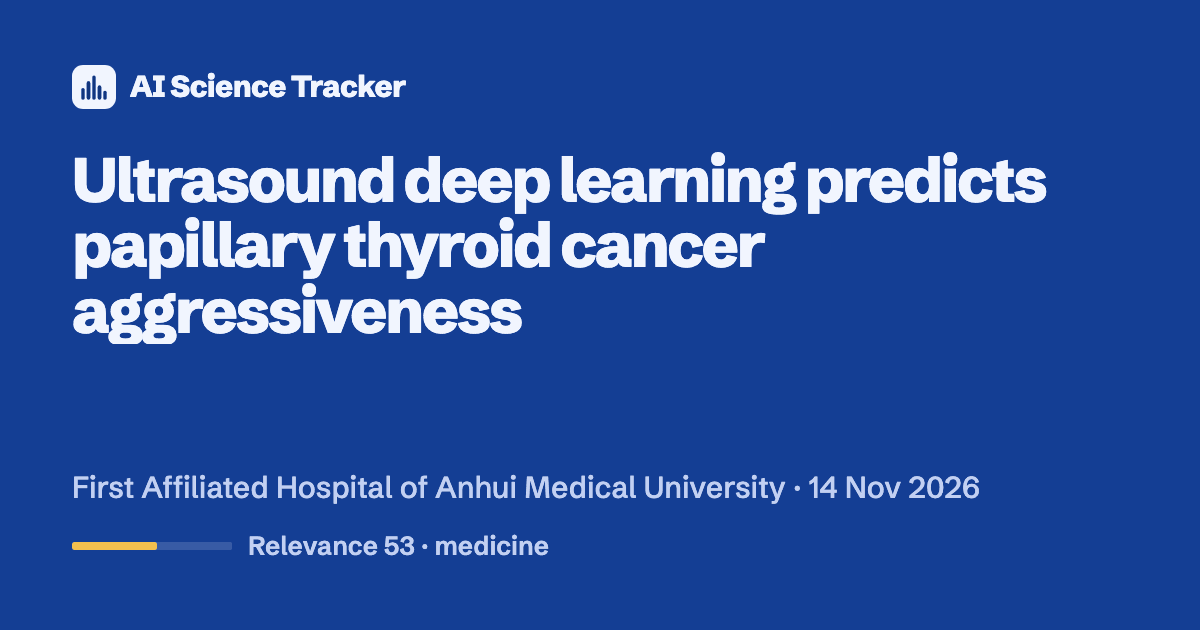 AI Science Tracker
Ultrasound deep learning predicts
papillary thyroid cancer
aggressiveness
First Affiliated Hospital of Anhui Medical University · 14 Nov 2026
Relevance 53 · medicine